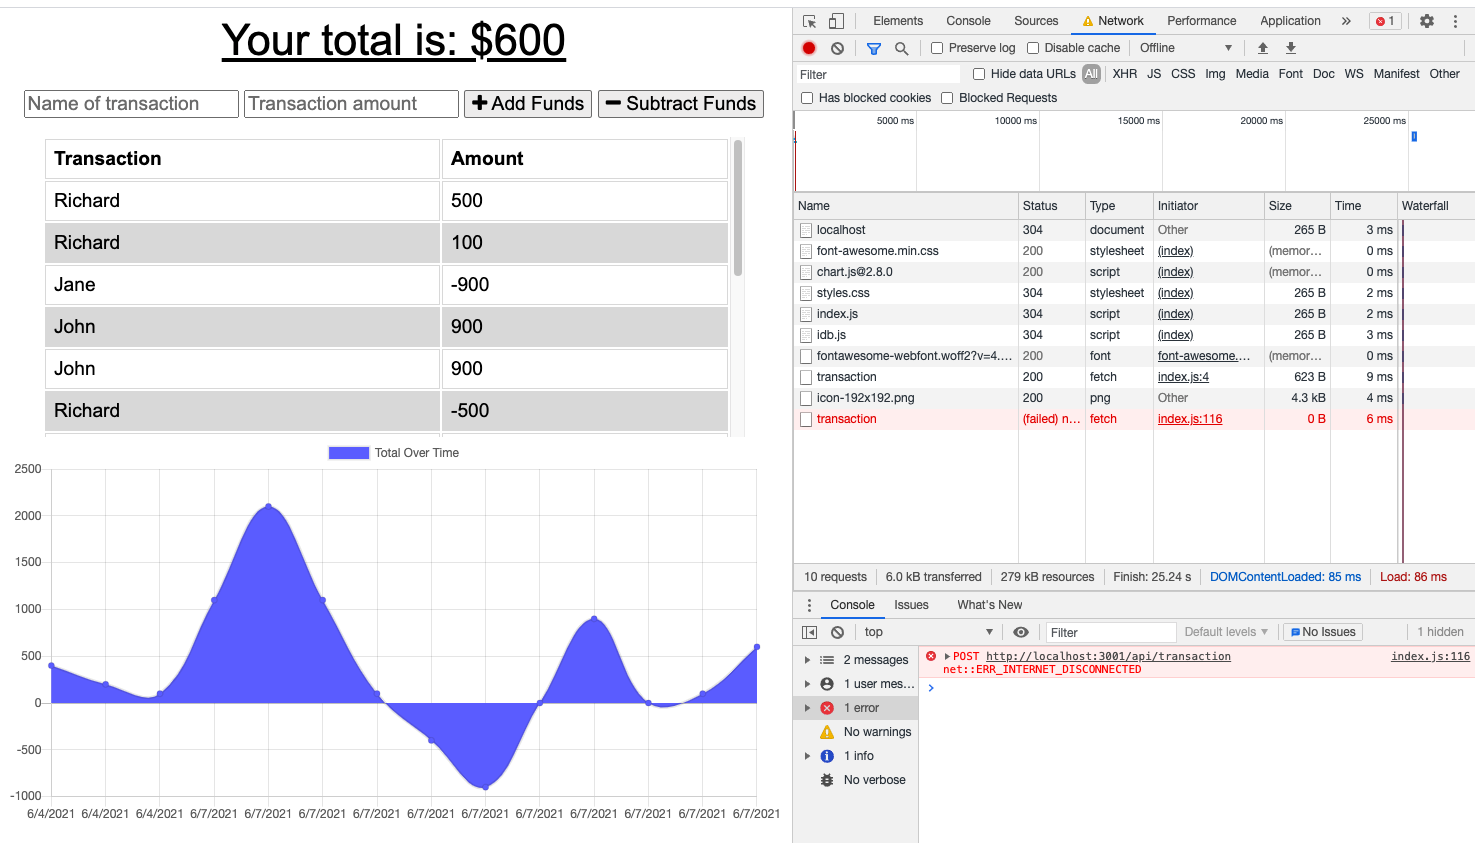 Your total is: $600
Name of transaction Transaction amount Add Funds Subtract Funds
Transaction Amount
Richard 500
Richard 100
Jane -900
John 900
John 900
Richard -500
Total Over Time
2500
2000
1500
1000
500
0
-500
-1000
6/4/2021 6/4/2021 6/4/2021 6/7/2021 6/7/2021 6/7/2021 6/7/2021 6/7/2021 6/7/2021 6/7/2021 6/7/2021 6/7/2021 6/7/2021 6/7/2021
Elements Console Sources Network Performance Application » 1
Preserve log Disable cache Offline
Filter Hide data URLs All XHR JS CSS Img Media Font Doc WS Manifest Other
Has blocked cookies Blocked Requests
5000 ms 10000 ms 15000 ms 20000 ms 25000 ms
Name Status Type Initiator Size Time Waterfall
localhost 304 document Other 265 B 3 ms
font-awesome.min.css 200 stylesheet (index) (memor... 0 ms
chart.js@2.8.0 200 script (index) (memor... 0 ms
styles.css 304 stylesheet (index) 265 B 2 ms
index.js 304 script (index) 265 B 2 ms
idb.js 304 script (index) 265 B 3 ms
fontawesome-webfont.woff2?v=4.... 200 font font-awesome.... (memor... 0 ms
transaction 200 fetch index.js:4 623 B 9 ms
icon-192x192.png 200 png Other 4.3 kB 4 ms
transaction (failed) n... fetch index.js:116 0 B 6 ms
10 requests 6.0 kB transferred 279 kB resources Finish: 25.24 s DOMContentLoaded: 85 ms Load: 86 ms
Console Issues What's New
top Filter Default levels No Issues 1 hidden
2 messages
1 user mes...
1 error
No warnings
1 info
No verbose
POST http://localhost:3001/api/transaction index.js:116
net::ERR_INTERNET_DISCONNECTED